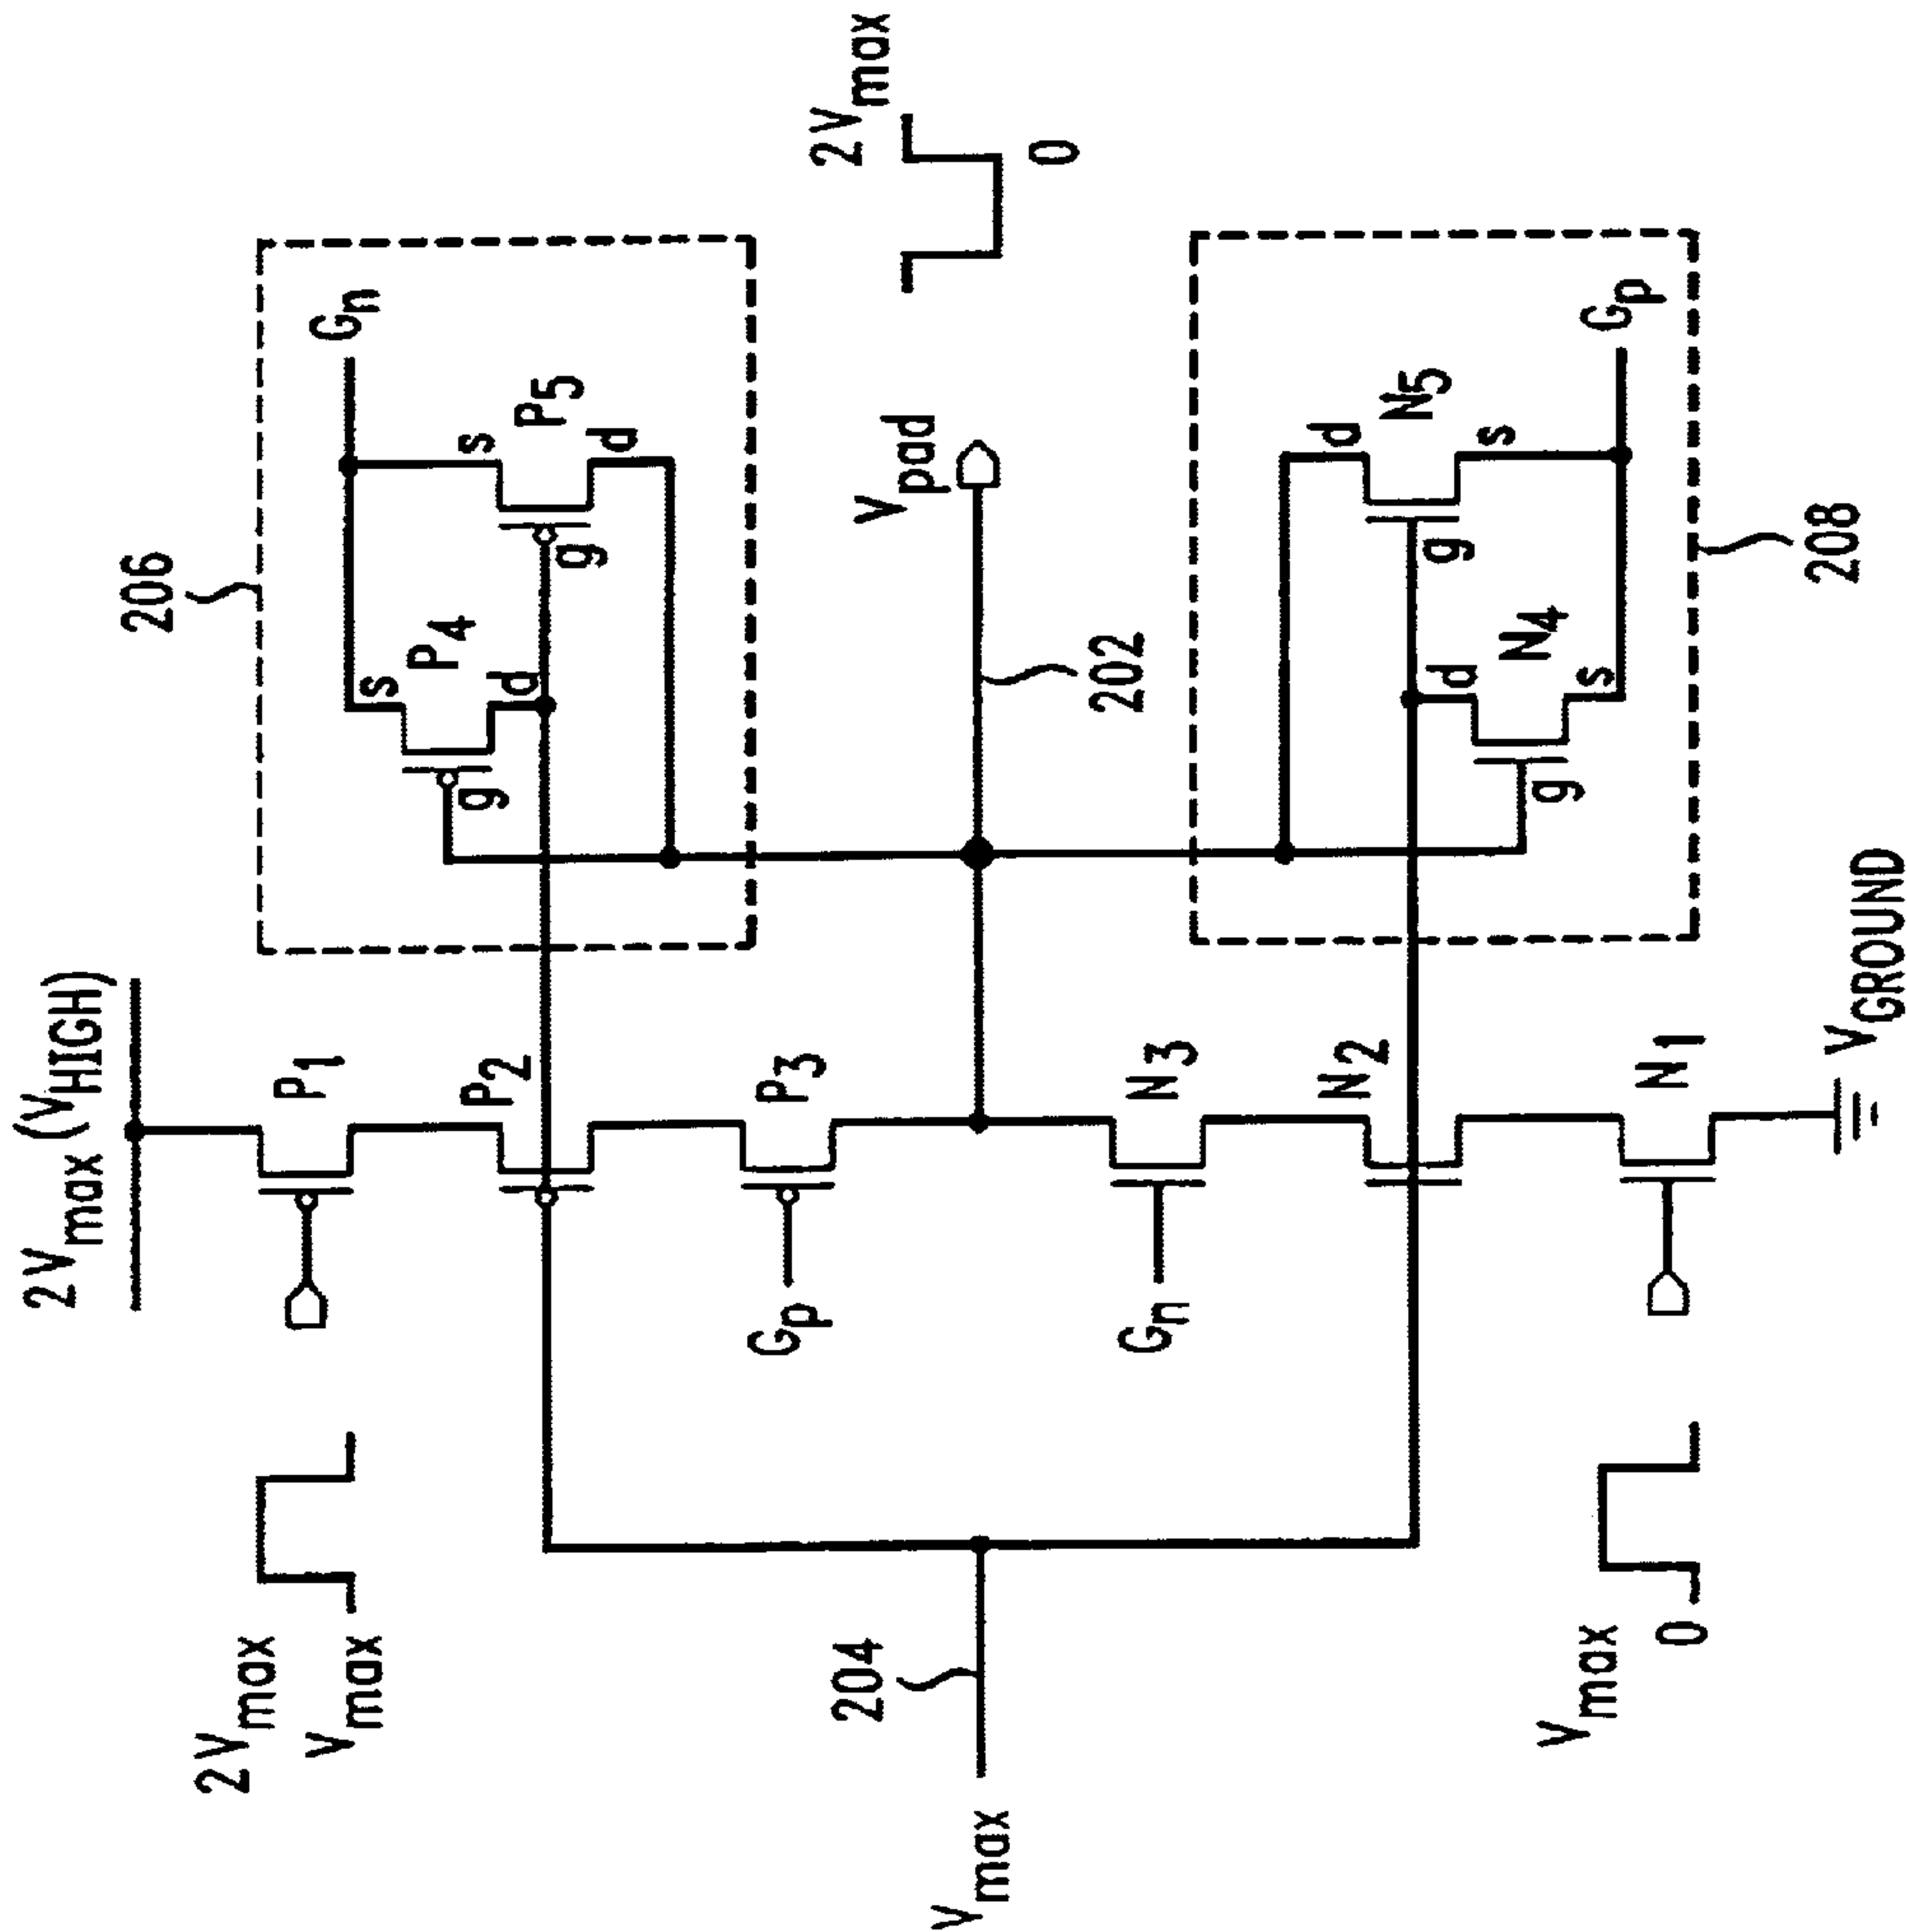 2Vmax (VHIGH)
2Vmax
Vmax
P1
P2
P3
Gp
206
Gn
s
P4
d
g
s
P5
d
g
Vmax
204
202
Vpad
2Vmax
0
N3
Gn
N2
N1
Vmax
0
VGROUND
208
d
N5
g
s
d
N4
g
s
Gp